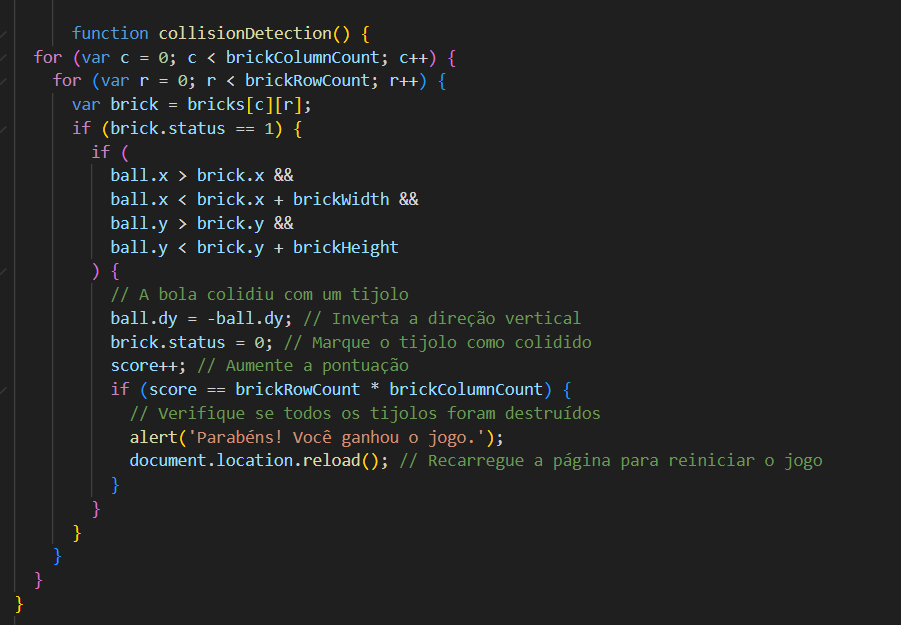 function collisionDetection() {
for (var c = 0; c < brickColumnCount; c++) {
for (var r = 0; r < brickRowCount; r++) {
var brick = bricks[c][r];
if (brick.status == 1) {
if (
ball.x > brick.x &&
ball.x < brick.x + brickWidth &&
ball.y > brick.y &&
ball.y < brick.y + brickHeight
) {
// A bola colidiu com um tijolo
ball.dy = -ball.dy; // Inverta a direção vertical
brick.status = 0; // Marque o tijolo como colidido
score++; // Aumente a pontuação
if (score == brickRowCount * brickColumnCount) {
// Verifique se todos os tijolos foram destruídos
alert('Parabéns! Você ganhou o jogo.');
document.location.reload(); // Recarregue a página para reiniciar o jogo
}
}
}
}
}
}